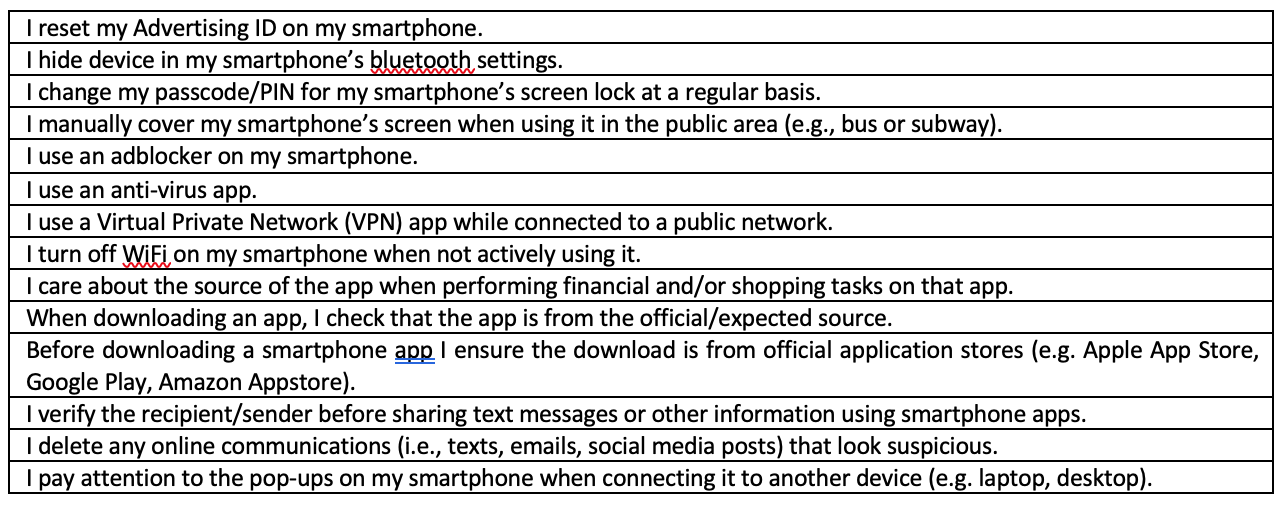 I reset my Advertising ID on my smartphone.
I hide device in my smartphone’s bluetooth settings.
I change my passcode/PIN for my smartphone’s screen lock at a regular basis.
I manually cover my smartphone’s screen when using it in the public area (e.g., bus or subway).
I use an adblocker on my smartphone.
I use an anti-virus app.
I use a Virtual Private Network (VPN) app while connected to a public network.
I turn off WiFi on my smartphone when not actively using it.
I care about the source of the app when performing financial and/or shopping tasks on that app.
When downloading an app, I check that the app is from the official/expected source.
Before downloading a smartphone app I ensure the download is from official application stores (e.g. Apple App Store,
Google Play, Amazon Appstore).
I verify the recipient/sender before sharing text messages or other information using smartphone apps.
I delete any online communications (i.e., texts, emails, social media posts) that look suspicious.
I pay attention to the pop-ups on my smartphone when connecting it to another device (e.g. laptop, desktop).